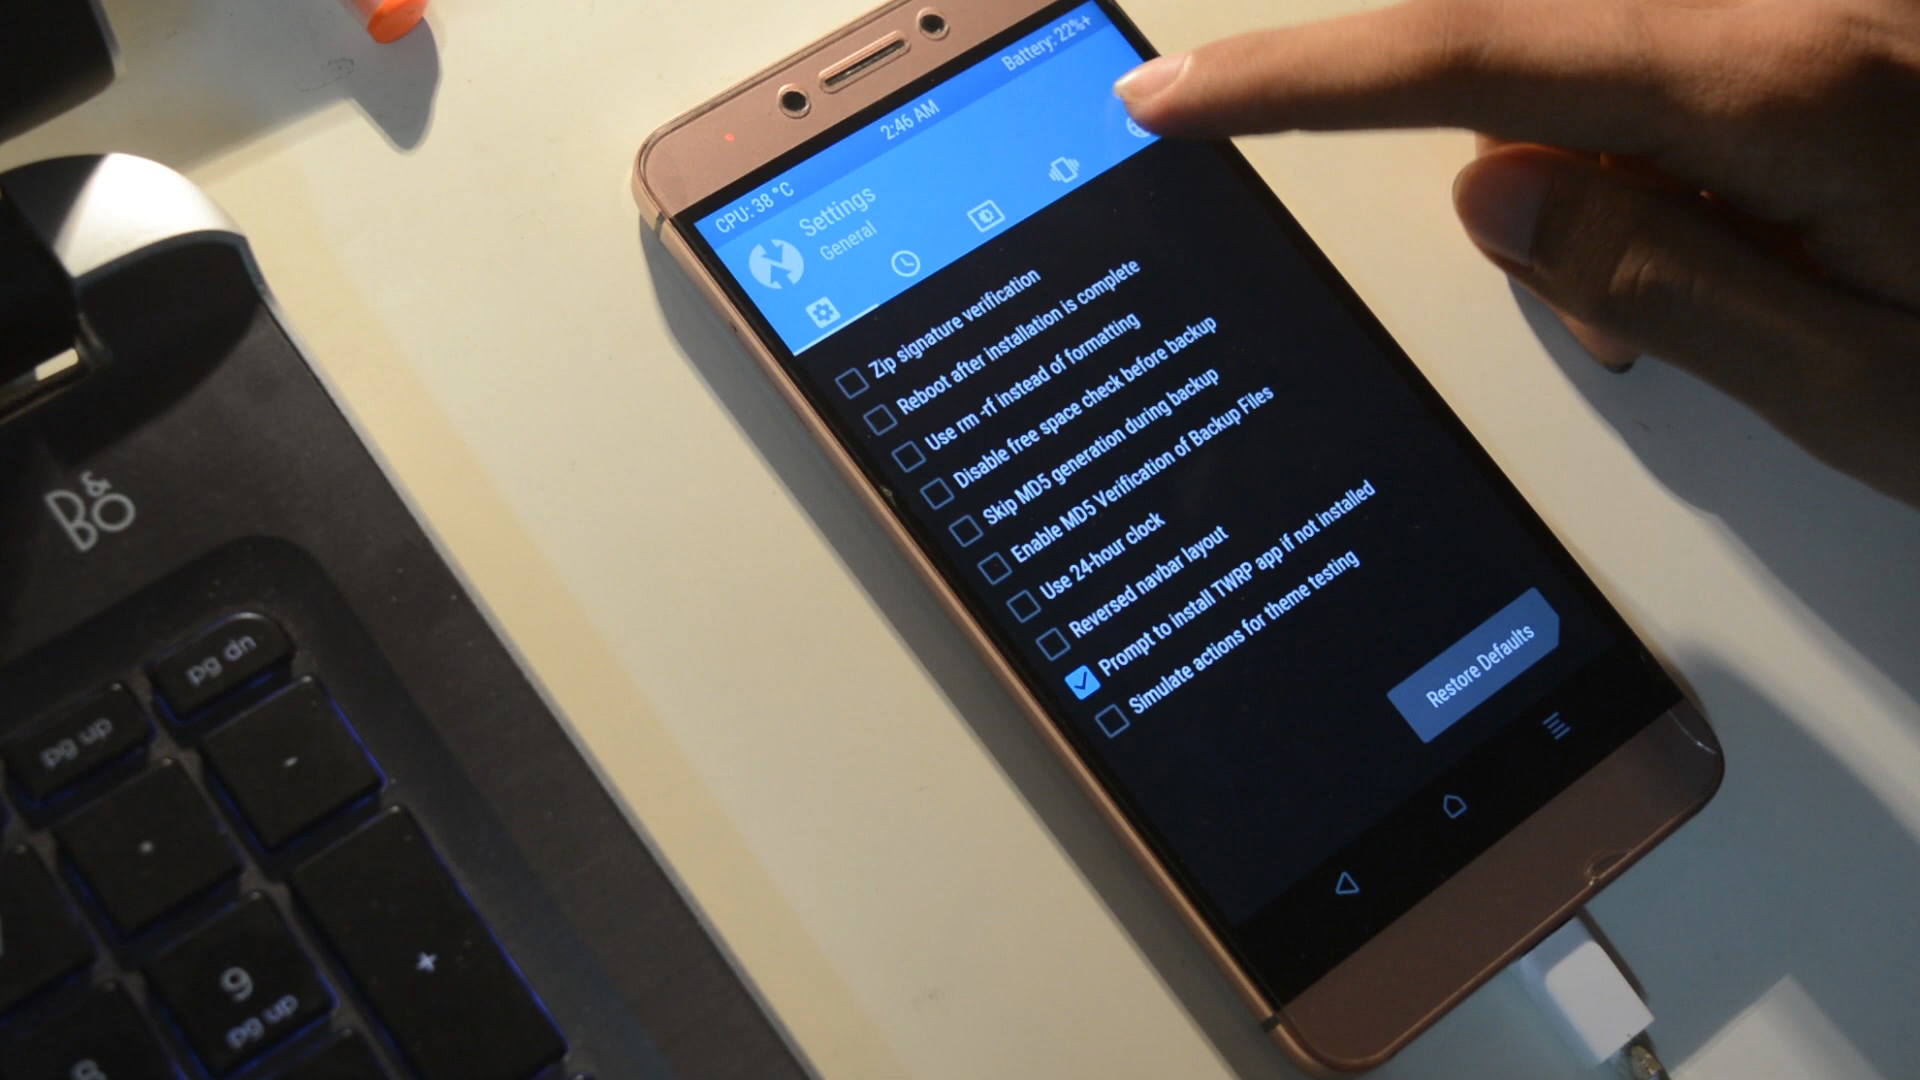 CPU: 38 °C
2:46 AM
Battery: 22%+
Settings
General
Zip signature verification
Reboot after installation is complete
Use rm -rf instead of formatting
Disable free space check before backup
Skip MD5 generation during backup
Enable MD5 Verification of Backup Files
Use 24-hour clock
Reversed navbar layout
Prompt to install TWRP app if not installed
Simulate actions for theme testing
Restore Defaults
B&O
pg dn
pg up
-
+
9
pg up
8